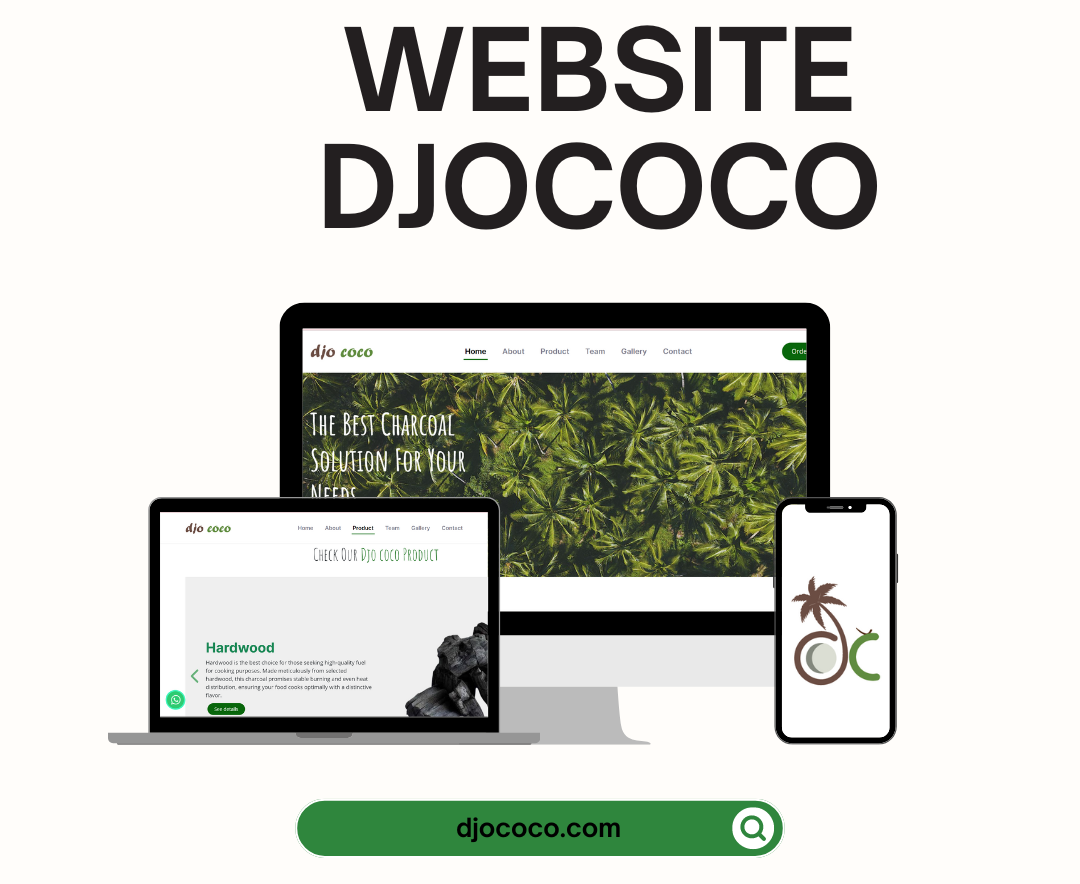 WEBSITE
DJOCOCO
djo coco
Home About Product Team Gallery Contact
THE BEST CHARCOAL
SOLUTION FOR YOUR
NEEDS
djo coco
Home About Product Team Gallery Contact
CHECK OUR DJO COCO PRODUCT
Hardwood
Hardwood is the best choice for those seeking high-quality fuel
for cooking purposes. Made meticulously from selected
hardwood, this charcoal promises stable burning and even heat
distribution, ensuring your food cooks optimally with a distinctive
flavor.
See details
dc
djococo.com